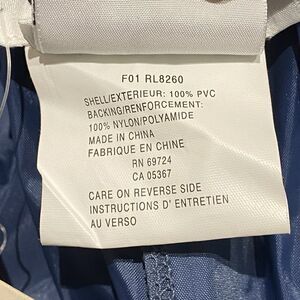 F01 RL8260
SHELL/EXTERIEUR: 100% PVC
BACKING/RENFORCEMENT:
100% NYLON/POLYAMIDE
MADE IN CHINA
FABRIQUE EN CHINE
RN 69724
CA 05367
CARE ON REVERSE SIDE
INSTRUCTIONS D' ENTRETIEN
AU VERSO